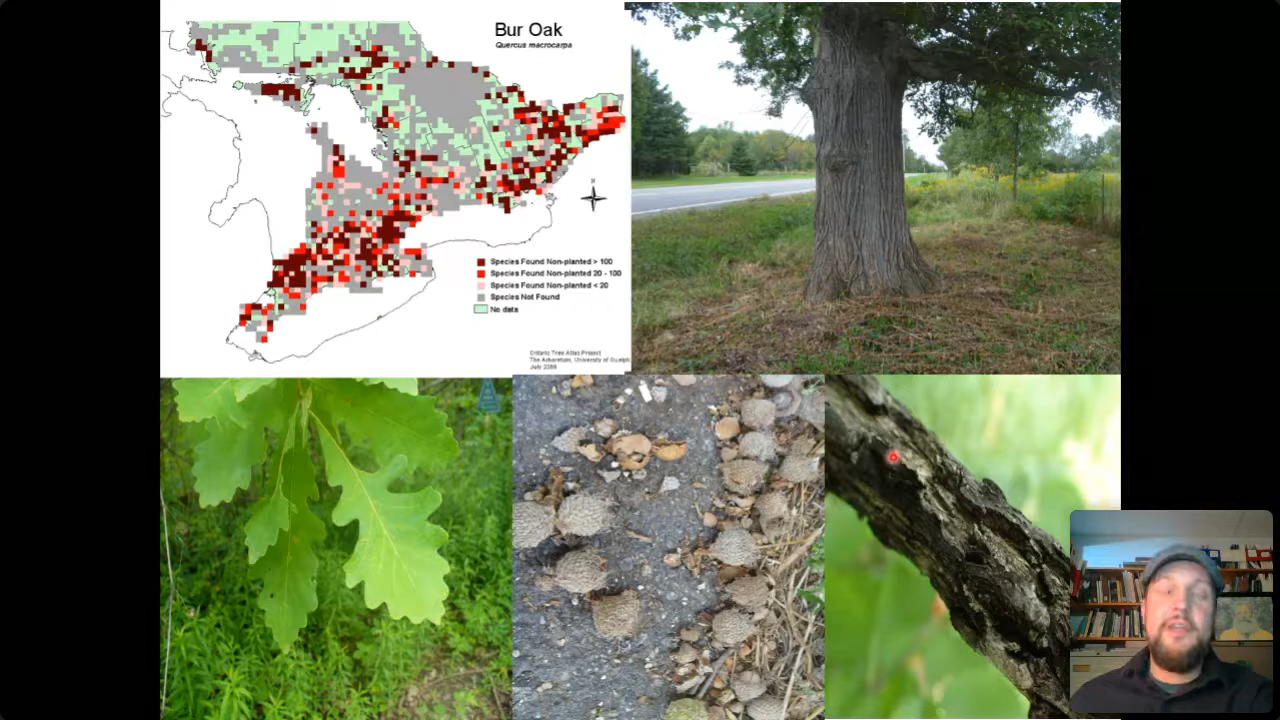 Bur Oak
Quercus macrocarpa
N
Species Found Non-planted > 100
Species Found Non-planted 20 - 100
Species Found Non-planted < 20
Species Not Found
No data
Ontario Tree Atlas Project
The Arboretum, University of Guelph
July